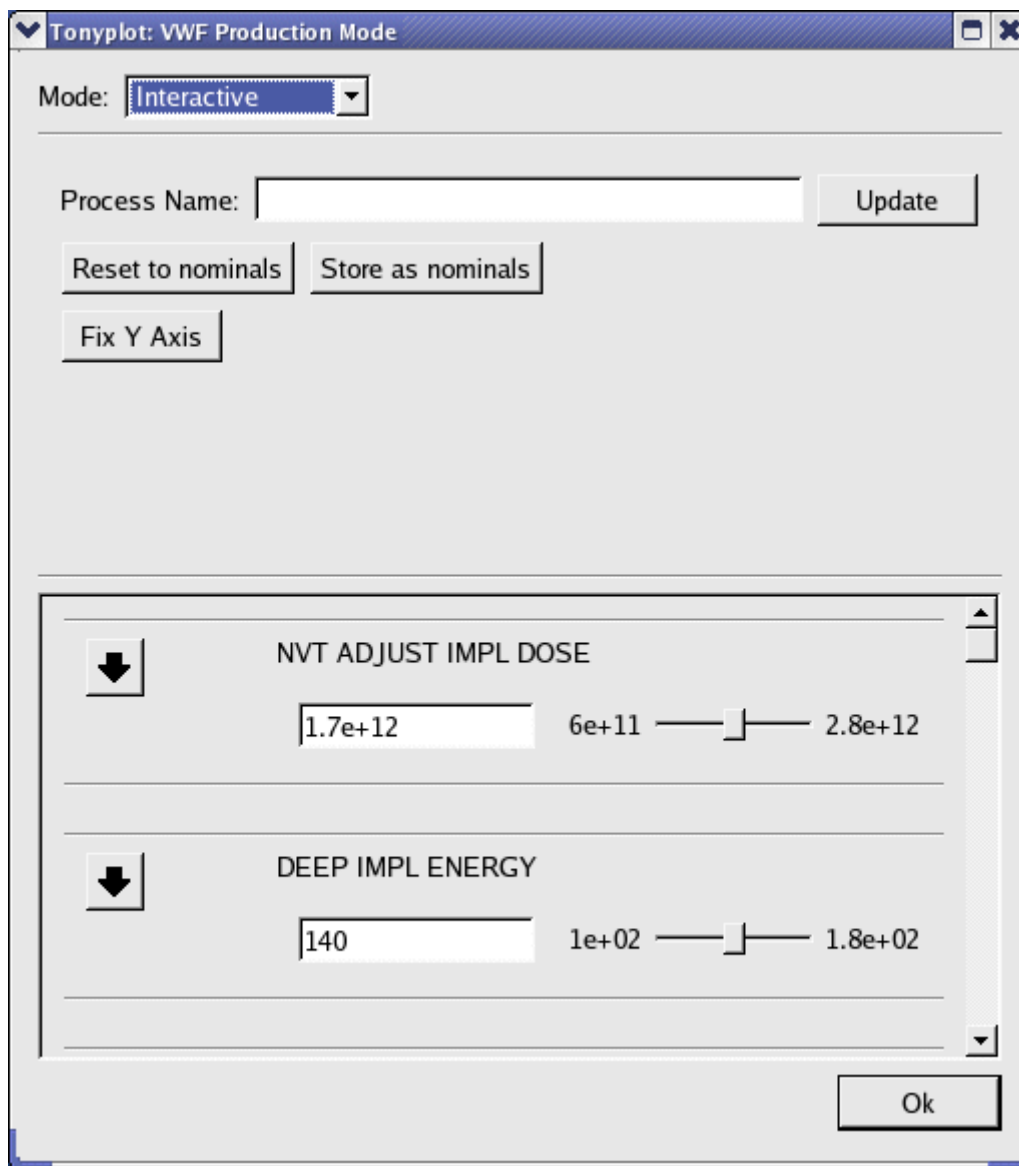 Tonyplot: VWF Production Mode
Mode: Interactive
Process Name: Update
Reset to nominals Store as nominals
Fix Y Axis
NVT ADJUST IMPL DOSE
1.7e+12 6e+11 2.8e+12
DEEP IMPL ENERGY
140 1e+02 1.8e+02
Ok